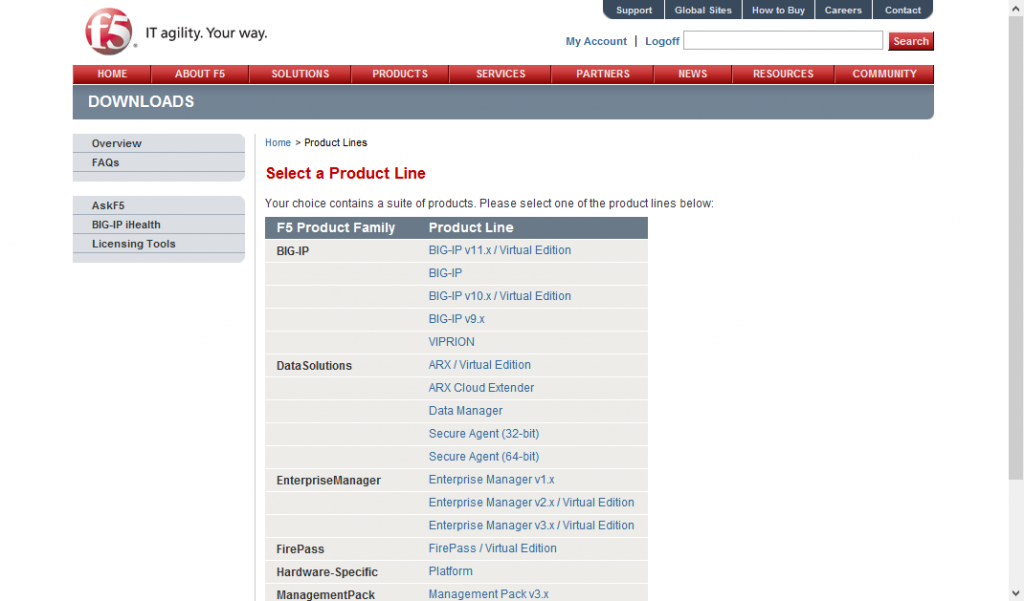 Support Global Sites How to Buy Careers Contact
f5 IT agility. Your way.
My Account | Logoff Search
HOME ABOUT F5 SOLUTIONS PRODUCTS SERVICES PARTNERS NEWS RESOURCES COMMUNITY
DOWNLOADS
Overview
FAQs
AskF5
BIG-IP iHealth
Licensing Tools
Home > Product Lines
Select a Product Line
Your choice contains a suite of products. Please select one of the product lines below:
F5 Product Family Product Line
BIG-IP BIG-IP v11.x / Virtual Edition
BIG-IP
BIG-IP v10.x / Virtual Edition
BIG-IP v9.x
VIPRION
DataSolutions ARX / Virtual Edition
ARX Cloud Extender
Data Manager
Secure Agent (32-bit)
Secure Agent (64-bit)
EnterpriseManager Enterprise Manager v1.x
Enterprise Manager v2.x / Virtual Edition
Enterprise Manager v3.x / Virtual Edition
FirePass FirePass / Virtual Edition
Hardware-Specific Platform
ManagementPack Management Pack v3.x